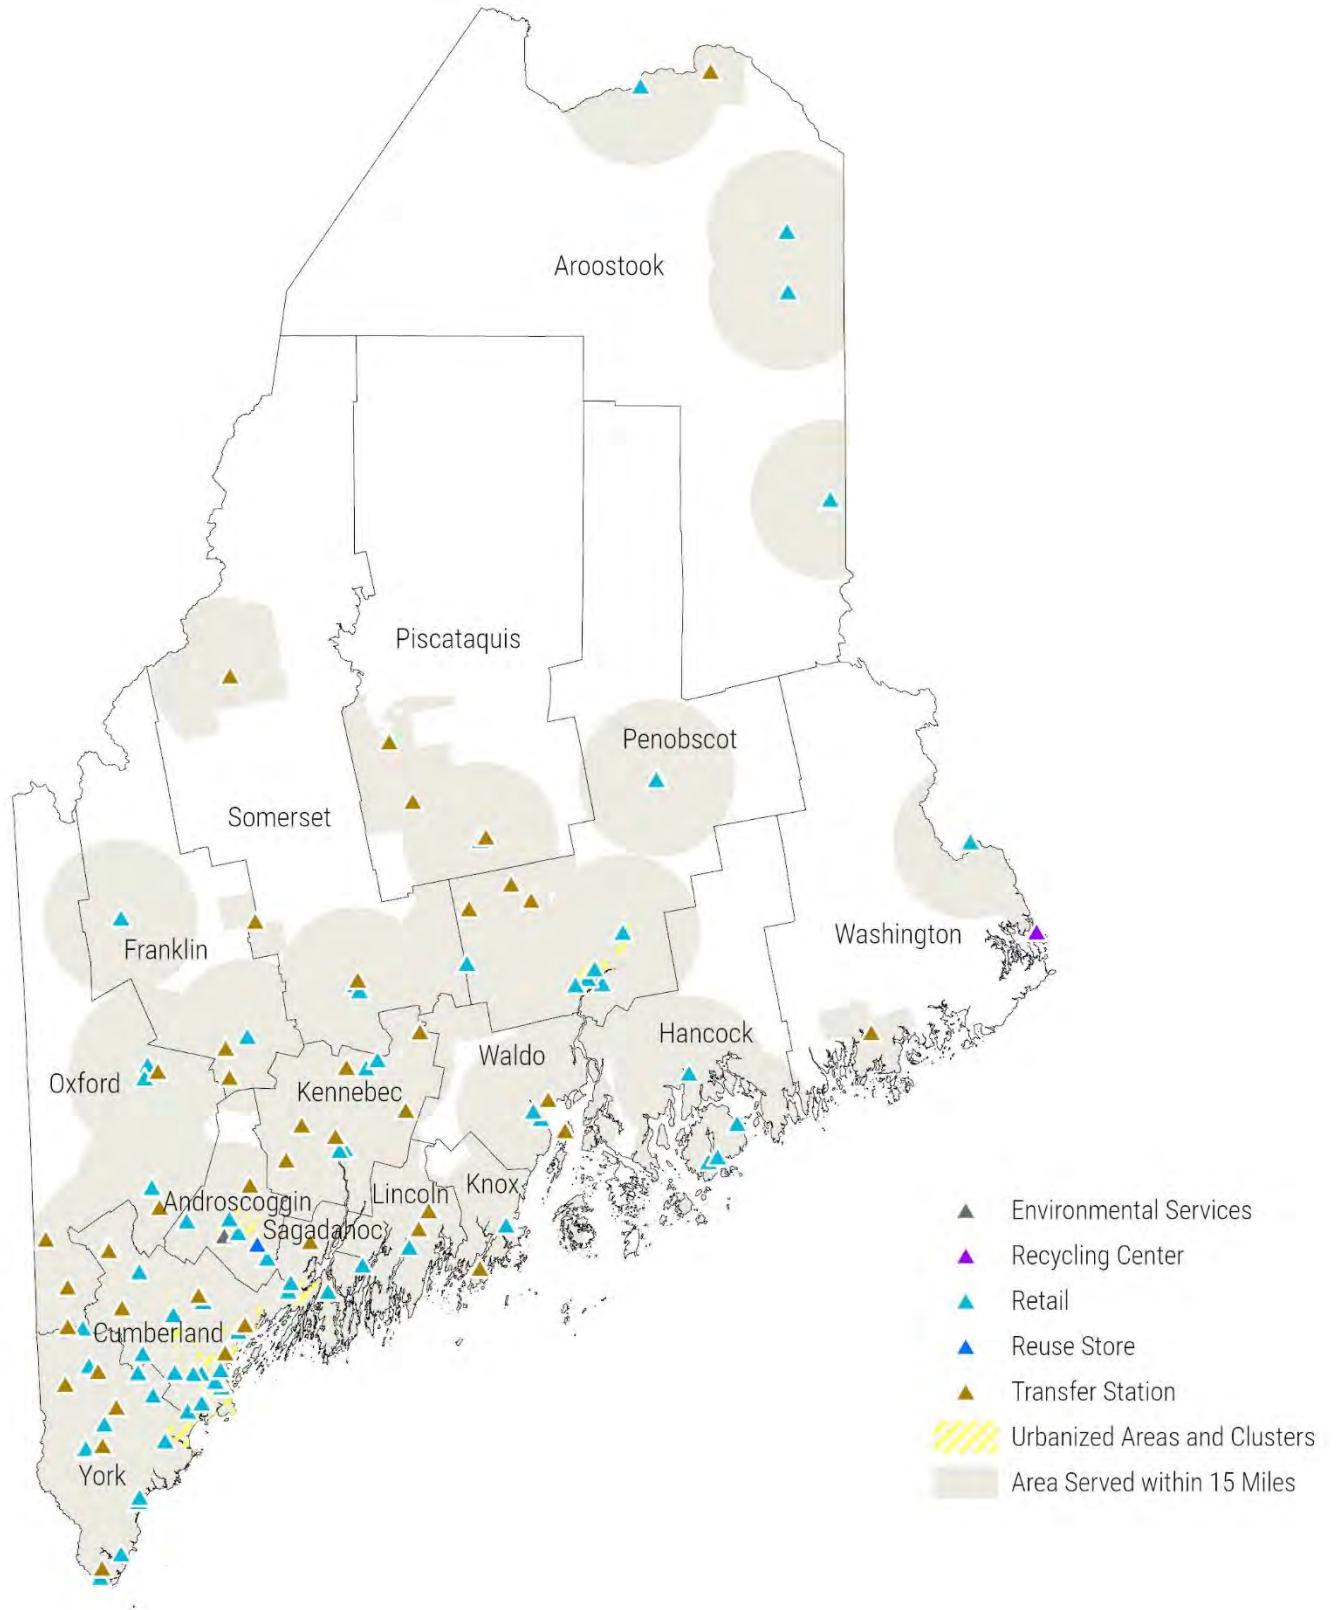 Aroostook
Piscataquis
Penobscot
Somerset
Washington
Franklin
Hancock
Waldo
Oxford
Kennebec
Androscoggin
Lincoln
Knox
Sagadahoc
Cumberland
York
Environmental Services
Recycling Center
Retail
Reuse Store
Transfer Station
Urbanized Areas and Clusters
Area Served within 15 Miles